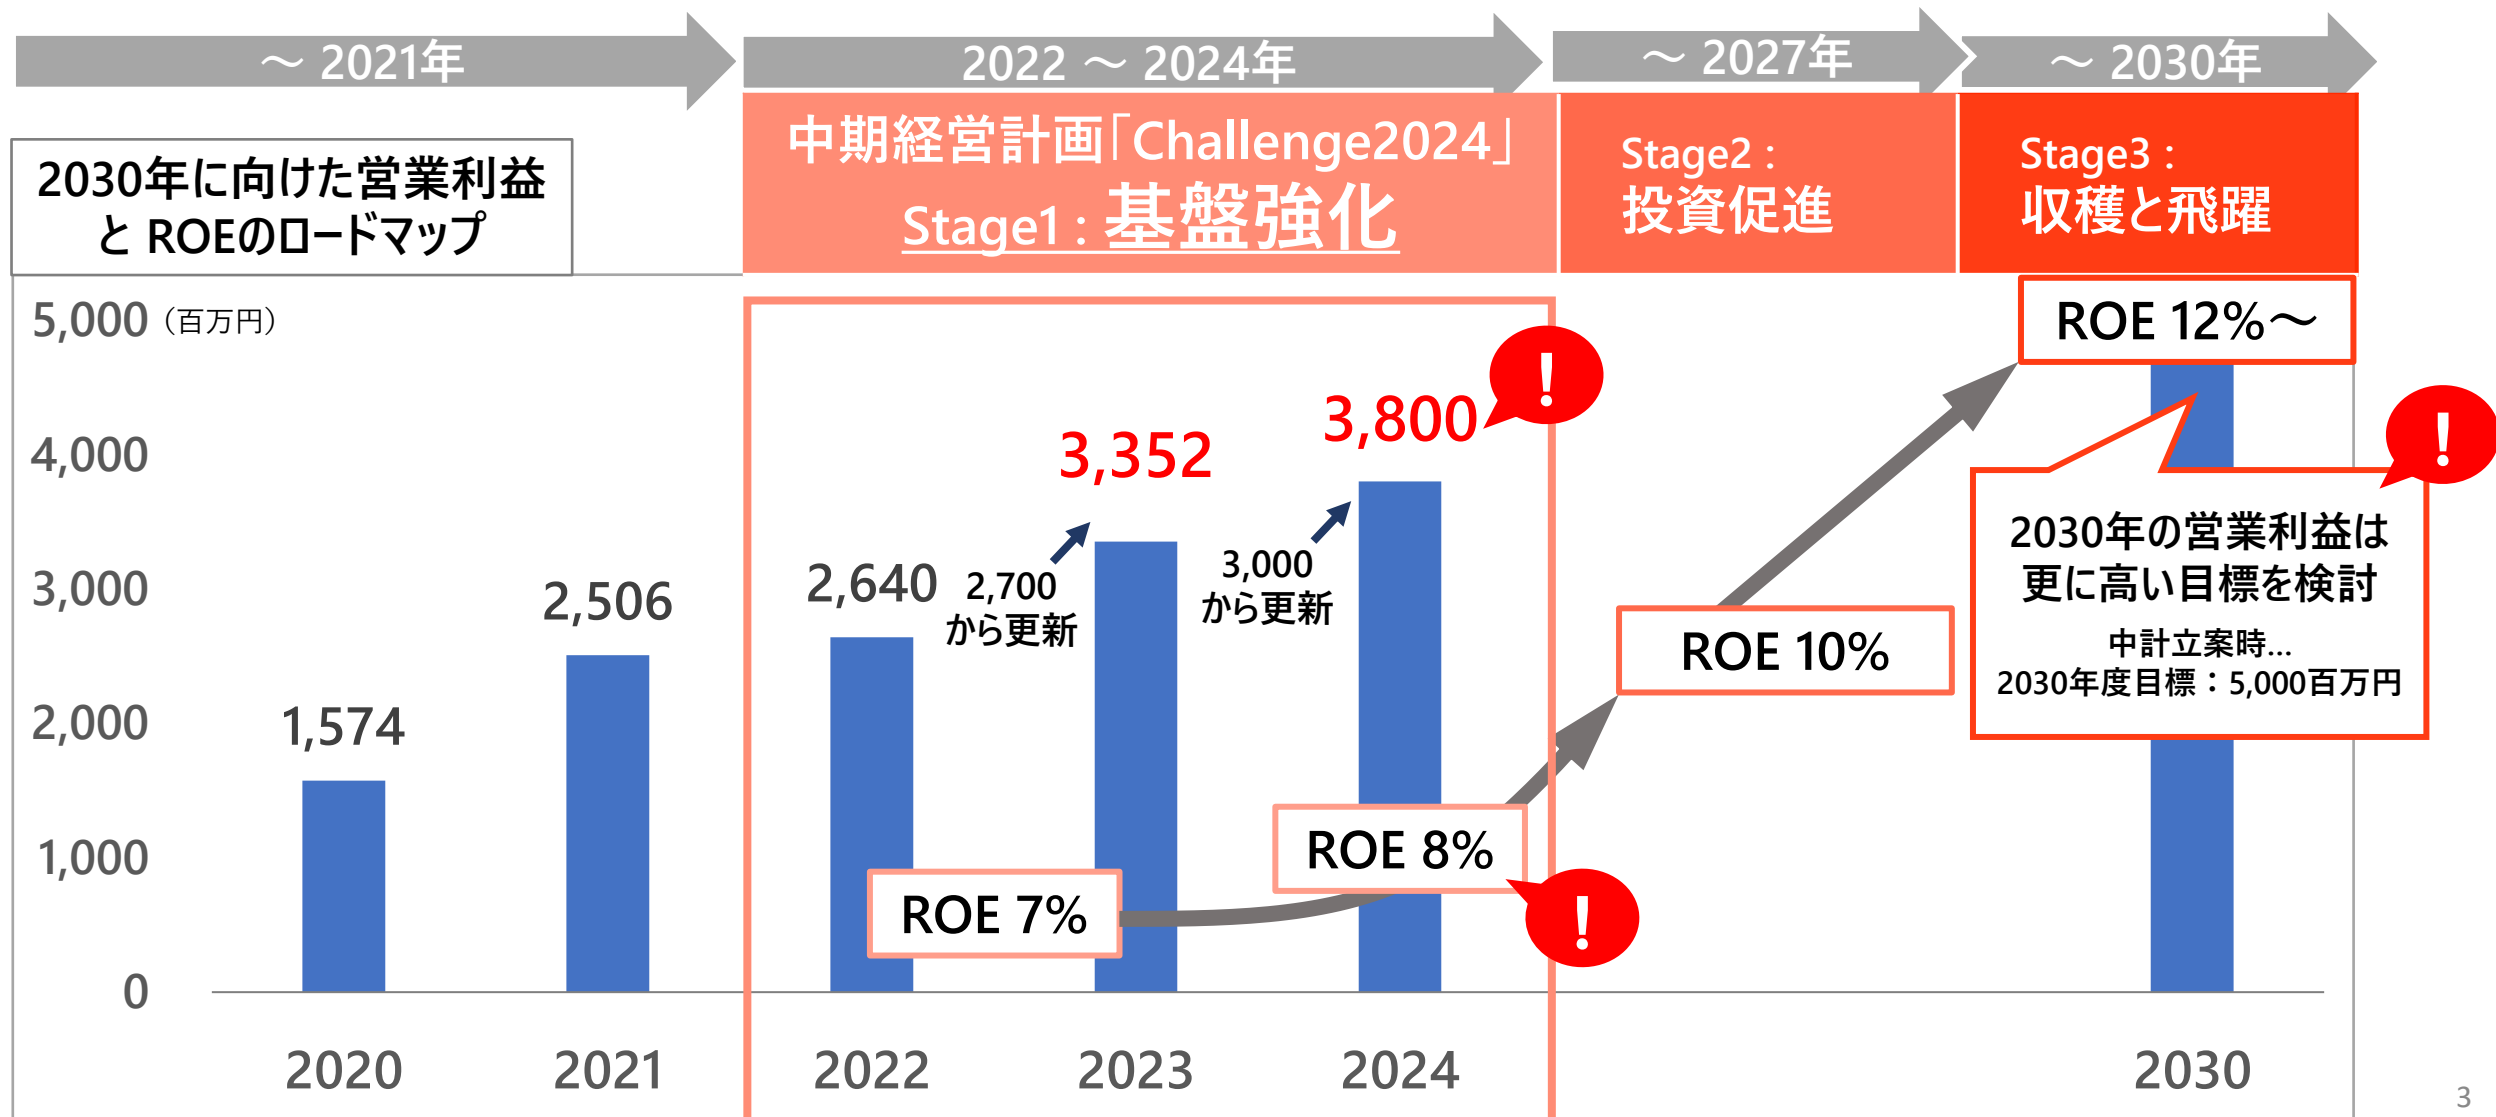 ～ 2021年
2022 ～ 2024年
～ 2027年
～ 2030年
2030年に向けた営業利益
と ROEのロードマップ
中期経営計画「Challenge2024」
Stage1：基盤強化
Stage2：
投資促進
Stage3：
収穫と飛躍
5,000（百万円）
4,000
3,000
2,000
1,000
0
1,574
2,506
2,640
3,352
2,700
から更新
3,800
3,000
から更新
!
ROE 7%
ROE 8%
!
ROE 10%
ROE 12%～
!
2030年の営業利益は
更に高い目標を検討
中計立案時…
2030年度目標：5,000百万円
2020
2021
2022
2023
2024
2030
3